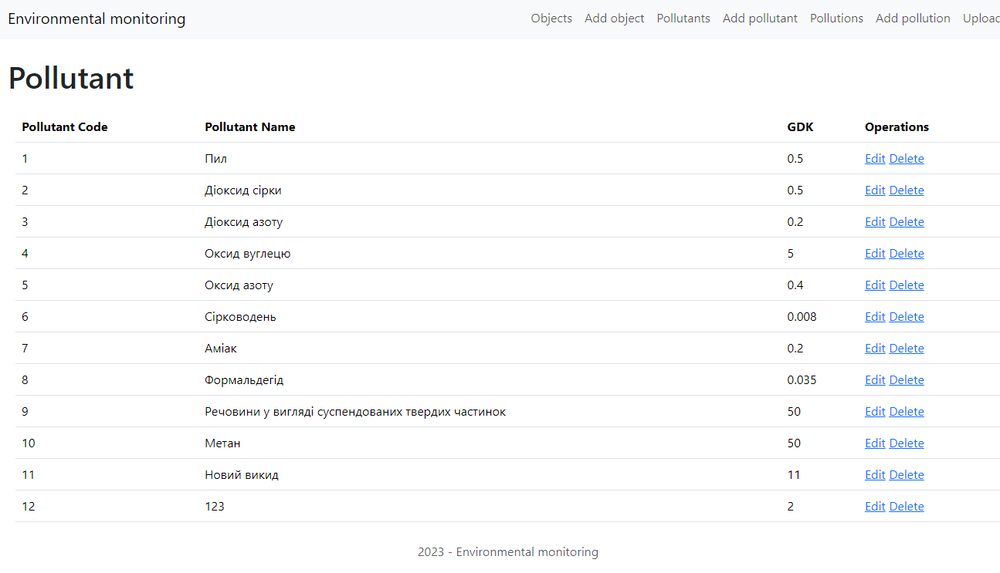 Environmental monitoring Objects Add object Pollutants Add pollutant Pollutions Add pollution Upload
Pollutant
Pollutant Code Pollutant Name GDK Operations
1 Пил 0.5 Edit Delete
2 Діоксид сірки 0.5 Edit Delete
3 Діоксид азоту 0.2 Edit Delete
4 Оксид вуглецю 5 Edit Delete
5 Оксид азоту 0.4 Edit Delete
6 Сірководень 0.008 Edit Delete
7 Аміак 0.2 Edit Delete
8 Формальдегід 0.035 Edit Delete
9 Речовини у вигляді суспендованих твердих частинок 50 Edit Delete
10 Метан 50 Edit Delete
11 Новий викид 11 Edit Delete
12 123 2 Edit Delete
2023 - Environmental monitoring